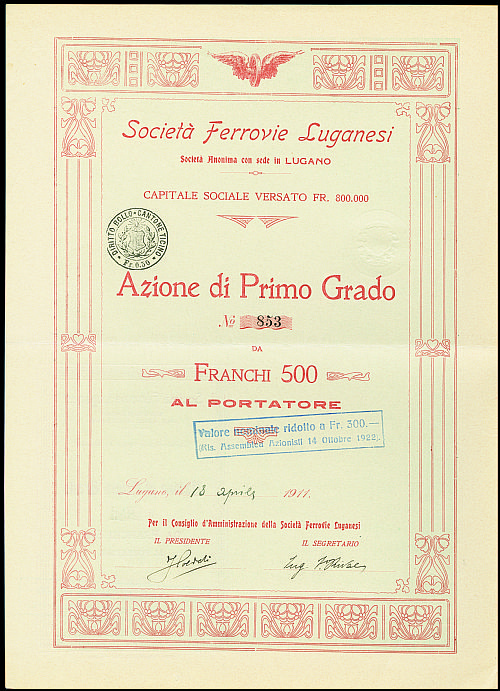 Società Ferrovie Luganesi
Società Anonima con sede in LUGANO
CAPITALE SOCIALE VERSATO FR. 800.000
DIRITTO BOLLO · CANTONE TICINO
Fr. 0.50
Azione di Primo Grado
No 853
DA
FRANCHI 500
AL PORTATORE
Valore nominale ridotto a Fr. 300.—
(Ris. Assemblea Azionisti 14 Ottobre 1922).
Lugano, il 18 aprile 1911.
Per il Consiglio d'Amministrazione della Società Ferrovie Luganesi
IL PRESIDENTE IL SEGRETARIO